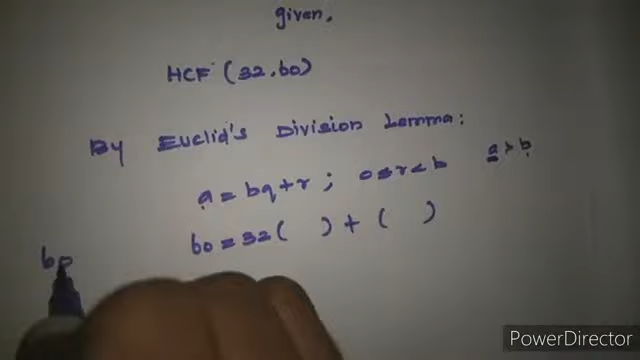 given.
HCF (32,60)
By Euclid's Division Lemma:
a = bq+r ; 0≤r<b a>b
60 = 32( ) + ( )
60
PowerDirector